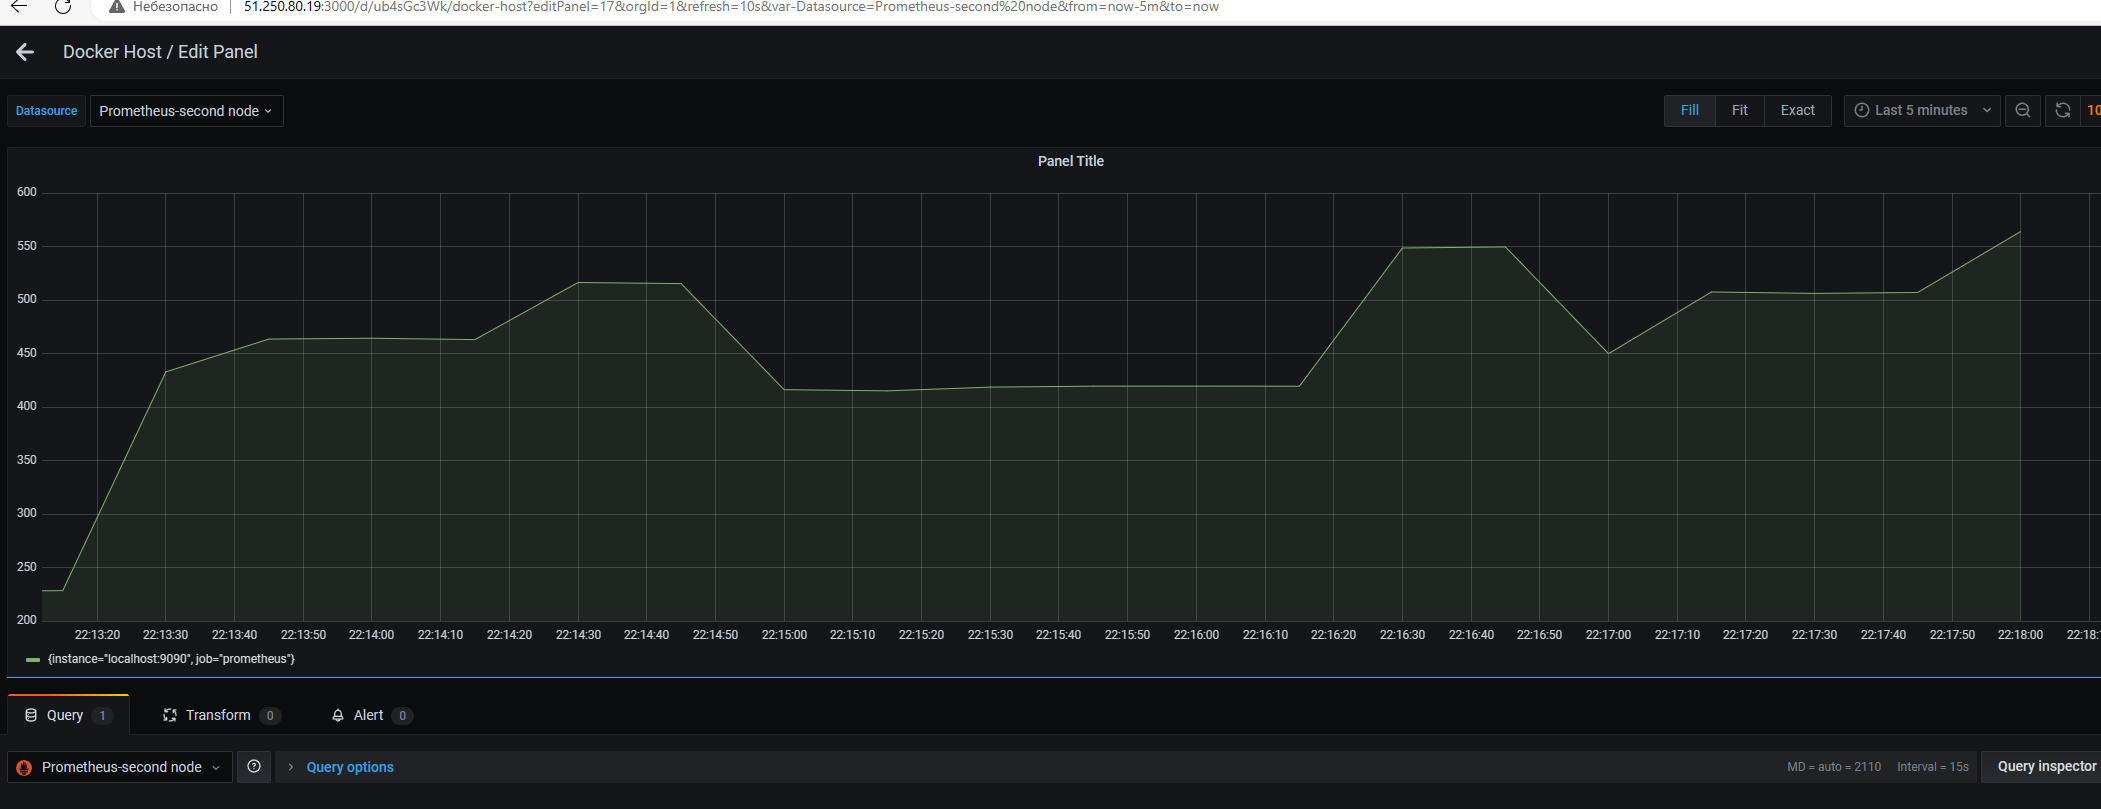 Небезопасно 51.250.80.19:3000/d/ub4sGc3Wk/docker-host?editPanel=17&orgId=1&refresh=10s&var-Datasource=Prometheus-second%20node&from=now-5m&to=now
Docker Host / Edit Panel
Datasource Prometheus-second node Fill Fit Exact Last 5 minutes 10
Panel Title
600
550
500
450
400
350
300
250
200
22:13:20 22:13:30 22:13:40 22:13:50 22:14:00 22:14:10 22:14:20 22:14:30 22:14:40 22:14:50 22:15:00 22:15:10 22:15:20 22:15:30 22:15:40 22:15:50 22:16:00 22:16:10 22:16:20 22:16:30 22:16:40 22:16:50 22:17:00 22:17:10 22:17:20 22:17:30 22:17:40 22:17:50 22:18:00 22:18:
{instance="localhost:9090", job="prometheus"}
Query 1 Transform 0 Alert 0
Prometheus-second node Query options MD = auto = 2110 Interval = 15s Query inspector